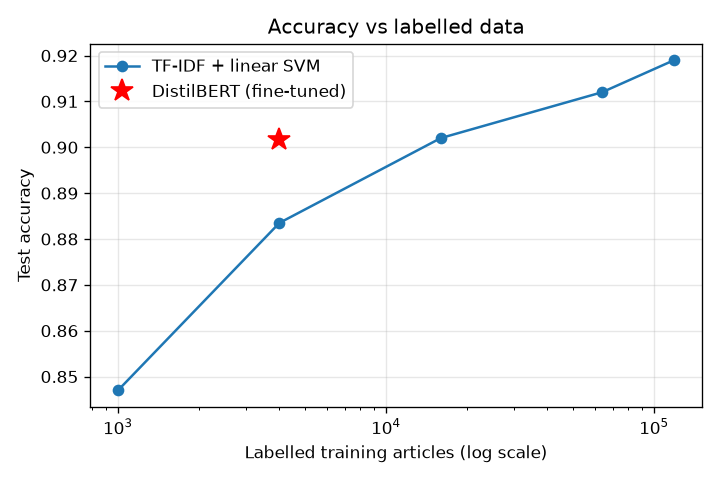 Accuracy vs labelled data
TF-IDF + linear SVM
DistilBERT (fine-tuned)
Test accuracy
0.92
0.91
0.90
0.89
0.88
0.87
0.86
0.85
10³
10⁴
10⁵
Labelled training articles (log scale)